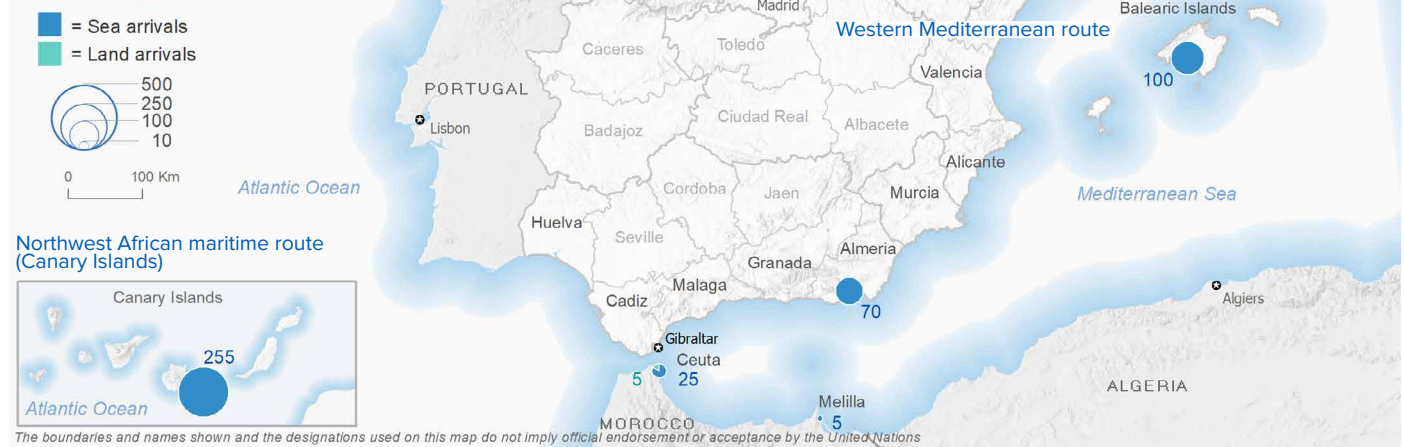 = Sea arrivals
= Land arrivals
500
250
100
10
0 100 Km
Madrid
Western Mediterranean route
Balearic Islands
Caceres
Toledo
Valencia
100
PORTUGAL
Lisbon
Badajoz
Ciudad Real
Albacete
Alicante
Atlantic Ocean
Cordoba
Jaen
Murcia
Mediterranean Sea
Huelva
Seville
Almeria
Granada
Malaga
Cadiz
70
Algiers
Gibraltar
Ceuta
5
25
ALGERIA
Melilla
5
MOROCCO
Northwest African maritime route
(Canary Islands)
Canary Islands
255
Atlantic Ocean
The boundaries and names shown and the designations used on this map do not imply official endorsement or acceptance by the United Nations